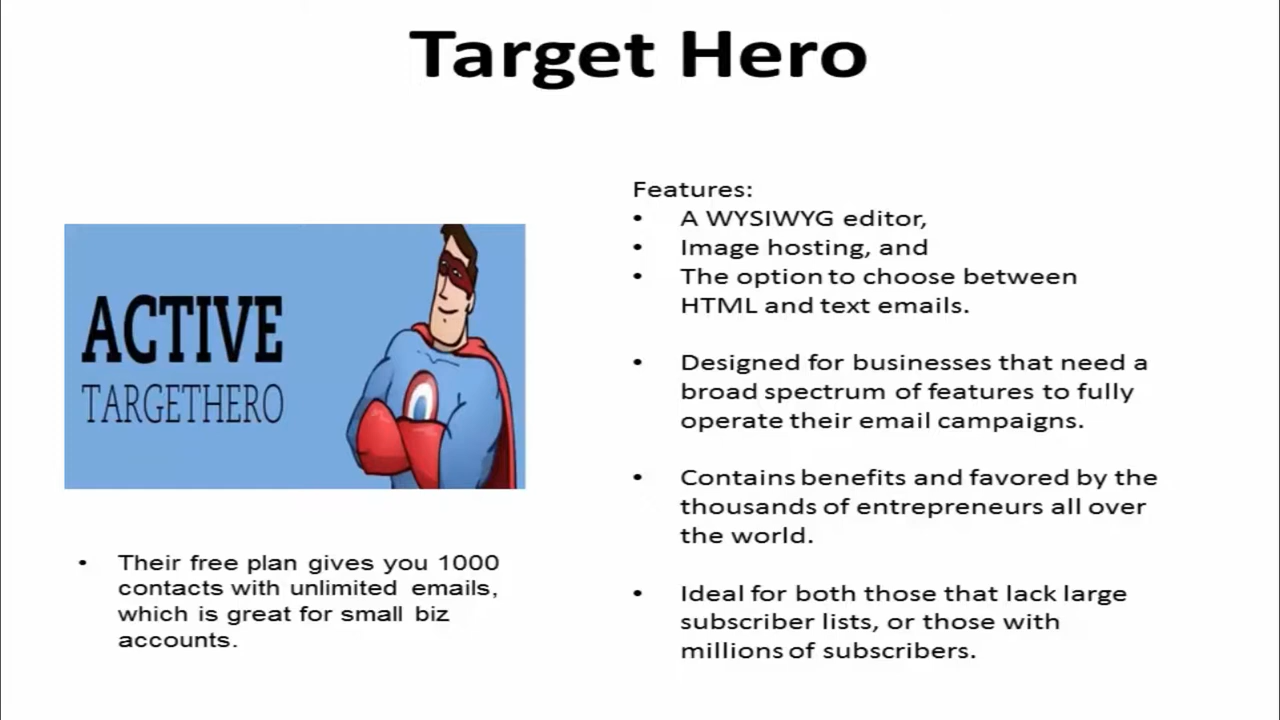 Target Hero
ACTIVE
TARGETHERO
• Their free plan gives you 1000
contacts with unlimited emails,
which is great for small biz
accounts.
Features:
• A WYSIWYG editor,
• Image hosting, and
• The option to choose between
HTML and text emails.
• Designed for businesses that need a
broad spectrum of features to fully
operate their email campaigns.
• Contains benefits and favored by the
thousands of entrepreneurs all over
the world.
• Ideal for both those that lack large
subscriber lists, or those with
millions of subscribers.